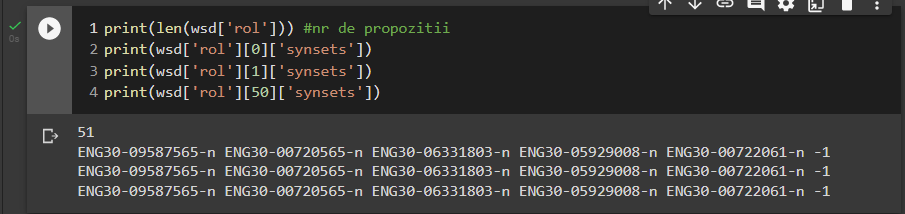 0s
1 print(len(wsd['rol'])) #nr de propozitii
2 print(wsd['rol'][0]['synsets'])
3 print(wsd['rol'][1]['synsets'])
4 print(wsd['rol'][50]['synsets'])
51
ENG30-09587565-n ENG30-00720565-n ENG30-06331803-n ENG30-05929008-n ENG30-00722061-n -1
ENG30-09587565-n ENG30-00720565-n ENG30-06331803-n ENG30-05929008-n ENG30-00722061-n -1
ENG30-09587565-n ENG30-00720565-n ENG30-06331803-n ENG30-05929008-n ENG30-00722061-n -1